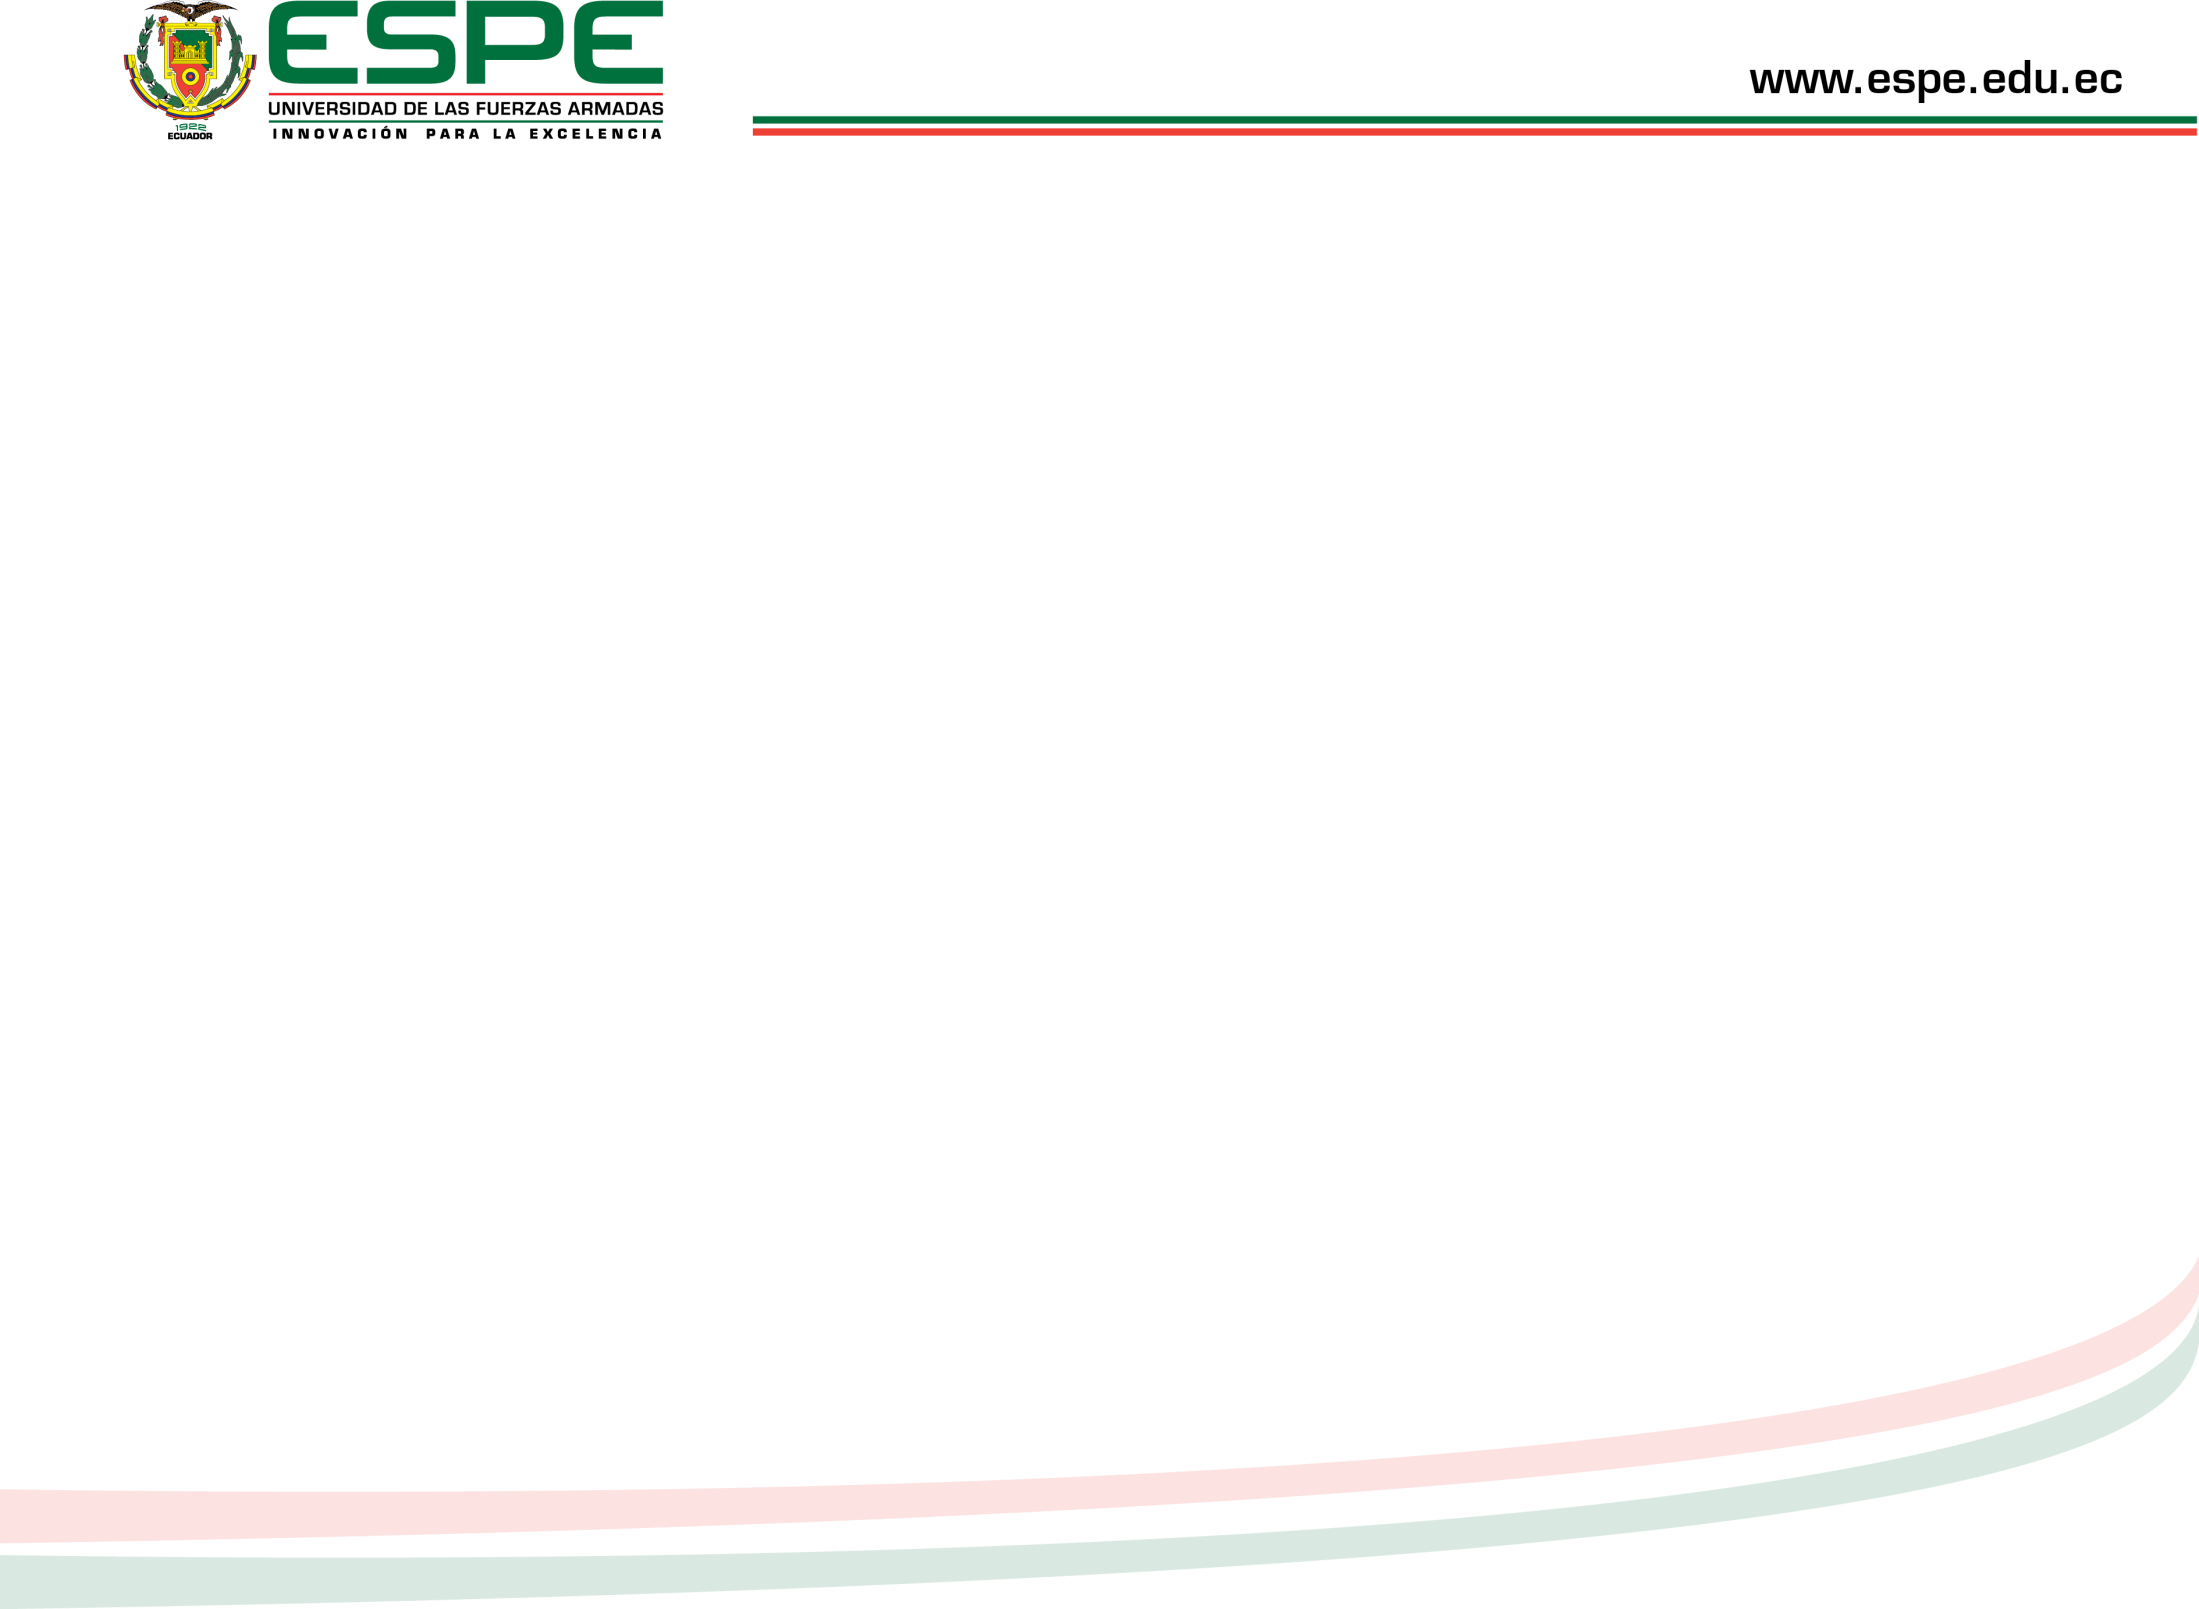 ESPE
UNIVERSIDAD DE LAS FUERZAS ARMADAS
INNOVACIÓN PARA LA EXCELENCIA
1922
ECUADOR
www.espe.edu.ec